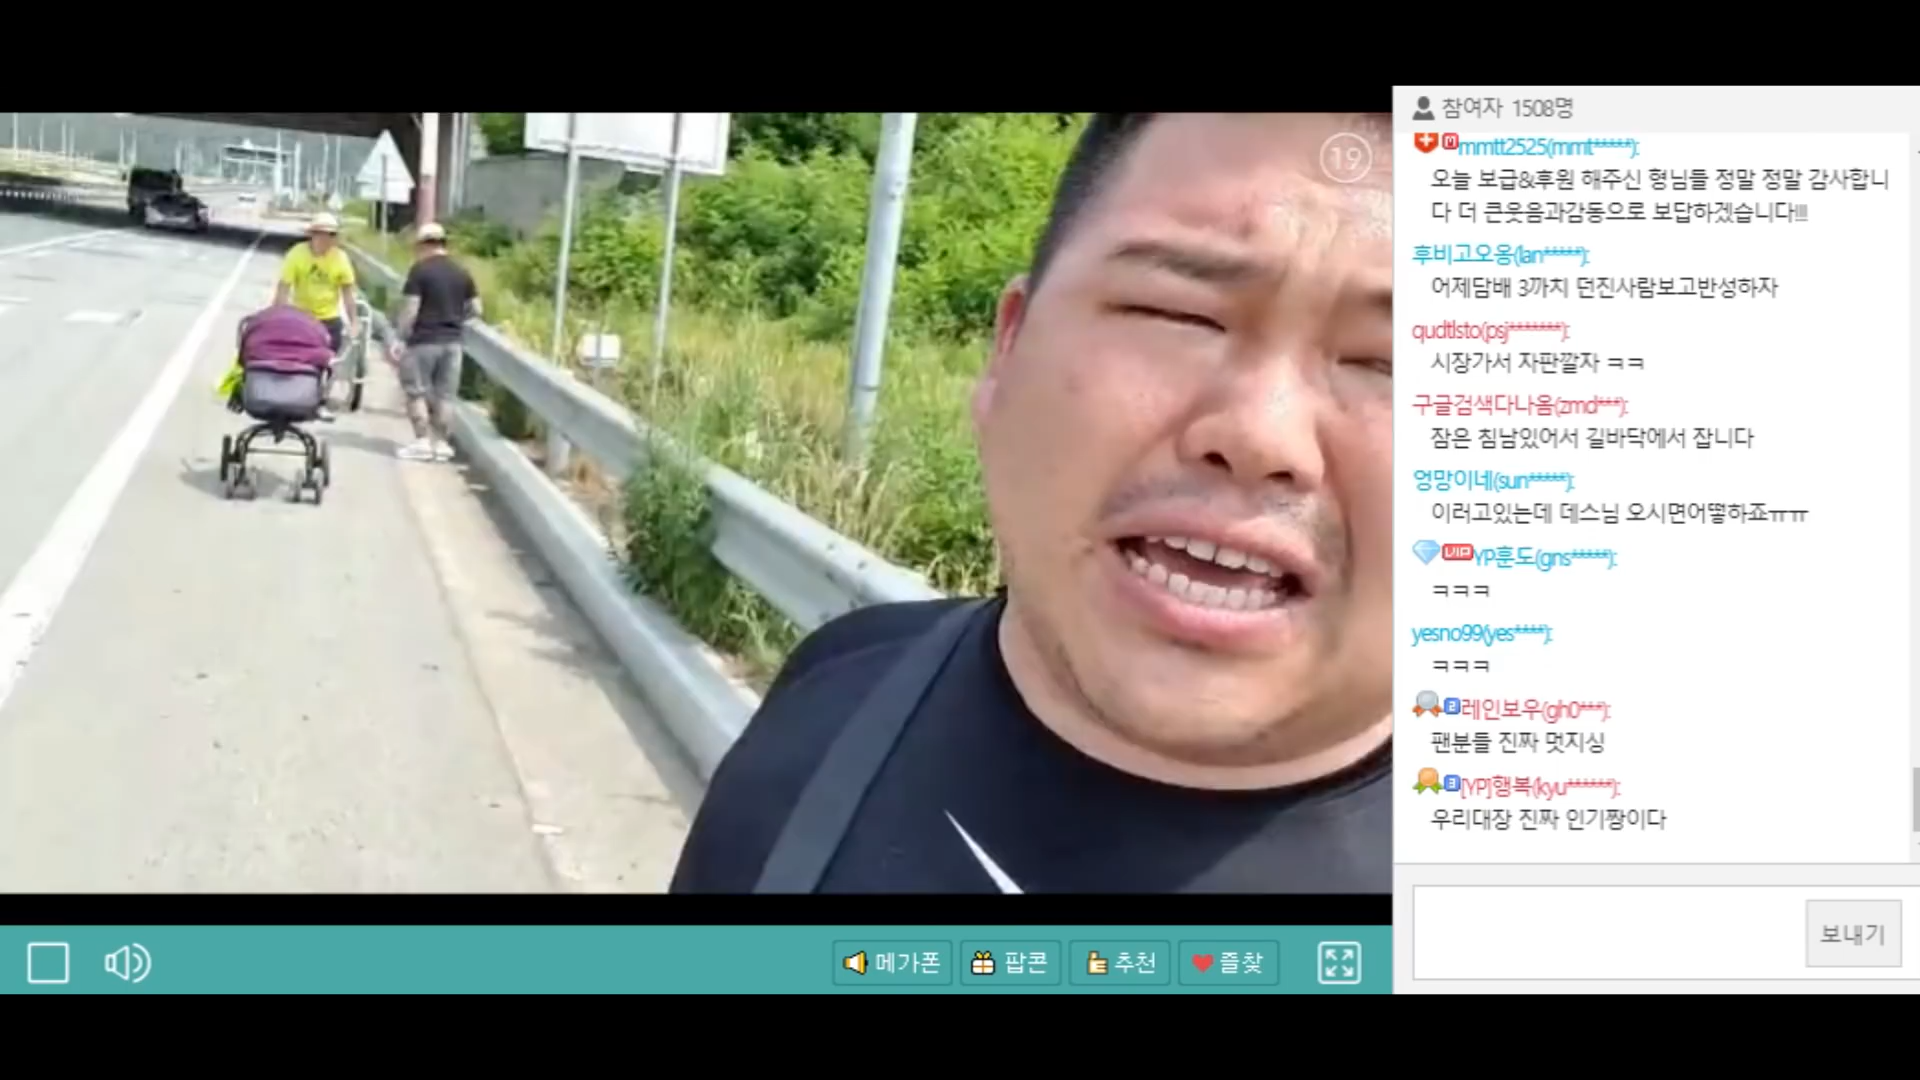 19
참여자 1508명
mmtt2525(mmt*****):
오늘 보급&후원 해주신 형님들 정말 정말 감사합니
다 더 큰웃음과감동으로 보답하겠습니다!!!
후비고오옹(lan*****):
어제담배 3까치 던진사람보고반성하자
qudtlsto(psj*******):
시장가서 자판깔자 ㅋㅋ
구글검색다나옴(zmd***):
잠은 침남있어서 길바닥에서 잡니다
엉망이네(sun*****):
이러고있는데 데스님 오시면어떻하죠ㅠㅠ
VIP YP훈도(gns*****):
ㅋㅋㅋ
yesno99(yes****):
ㅋㅋㅋ
2 레인보우(gh0***):
팬분들 진짜 멋지싱
3 [YP]행복(kyu******):
우리대장 진짜 인기짱이다
보내기
메가폰 팝콘 추천 즐찾